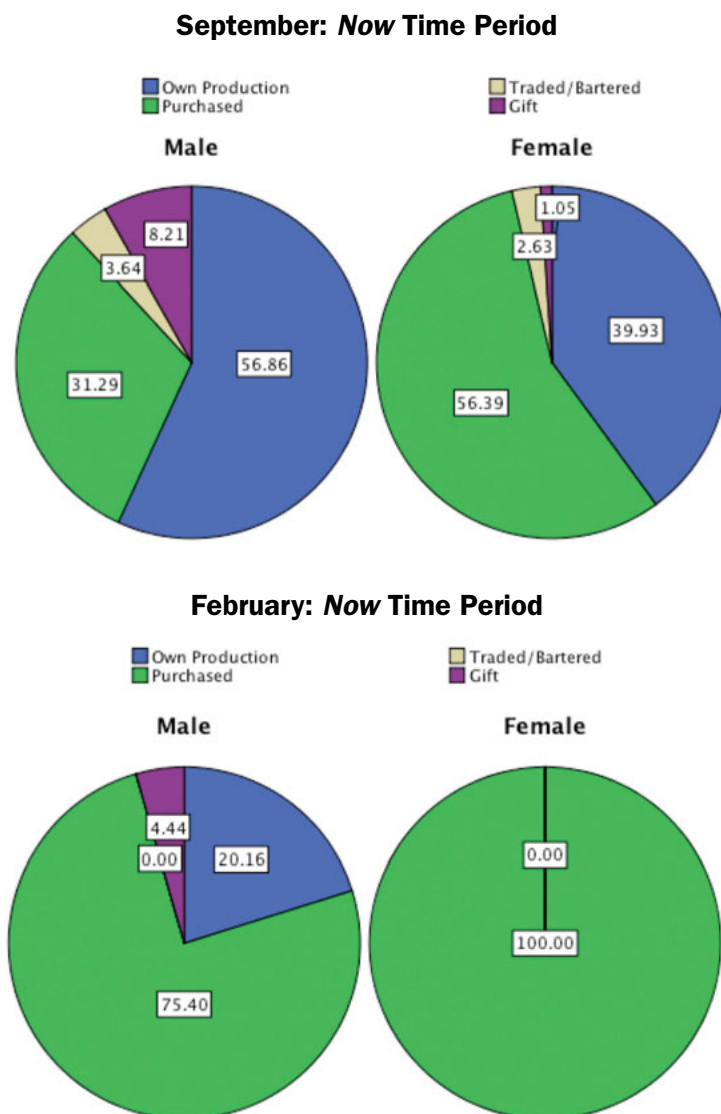 September: Now Time Period
Own Production
Purchased
Traded/Bartered
Gift
Male
Female
8.21
3.64
31.29
56.86
1.05
2.63
39.93
56.39
February: Now Time Period
Own Production
Purchased
Traded/Bartered
Gift
Male
Female
4.44
0.00
20.16
75.40
0.00
100.00